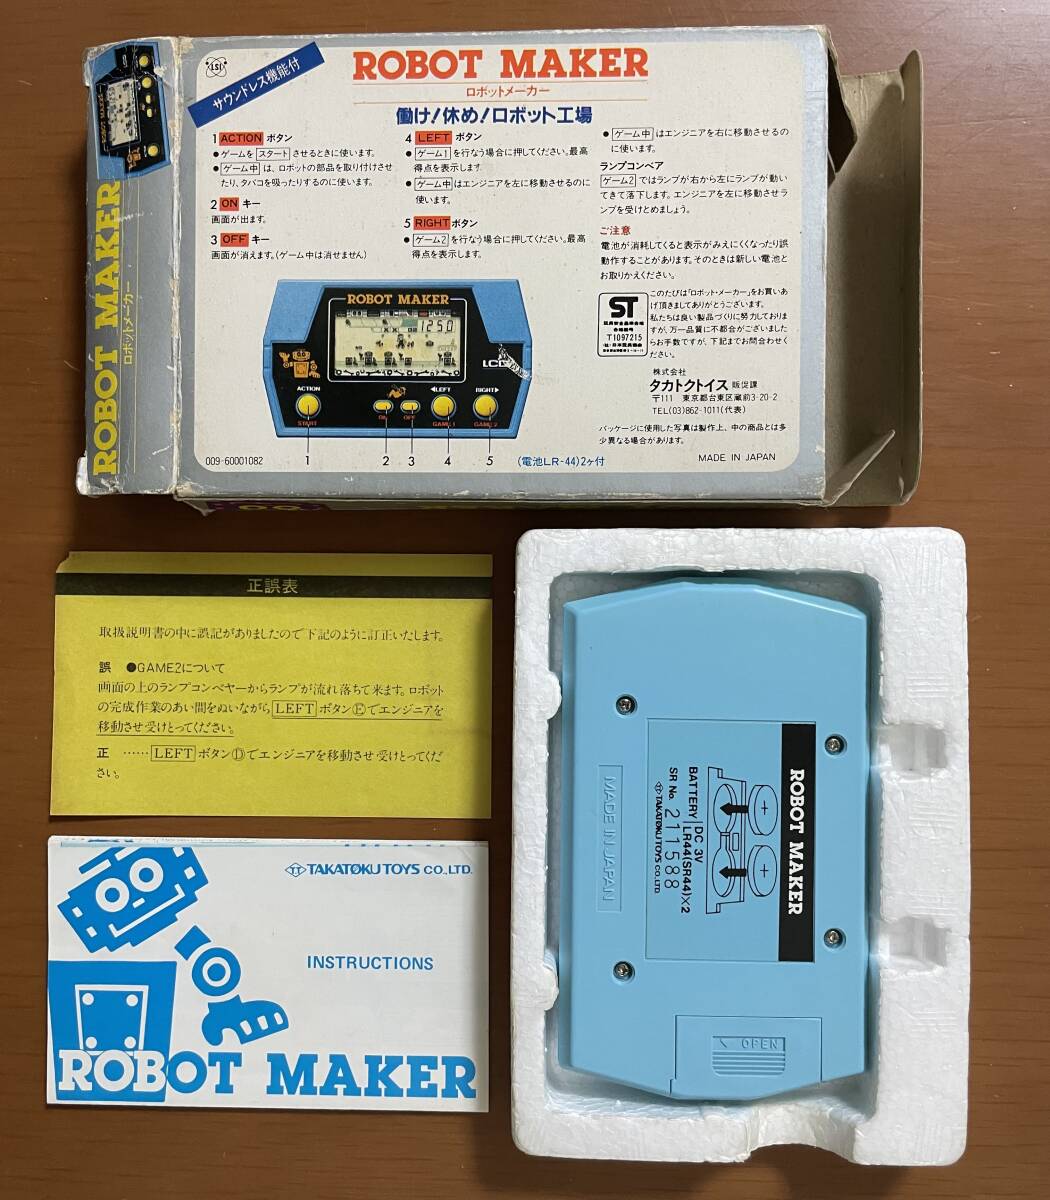 LSI
サウンドレス機能付
ROBOT MAKER
ロボットメーカー
働け!休め!ロボット工場
1 ACTION ボタン
●ゲームを スタート させるときに使います。
●ゲーム中 は、ロボットの部品を取り付けさせ
たり、タバコを吸ったりするのに使います。
2 ON キー
画面が出ます。
3 OFF キー
画面が消えます。(ゲーム中は消せません)
4 LEFT ボタン
●ゲーム1 を行なう場合に押してください。最高
得点を表示します。
●ゲーム中 はエンジニアを左に移動させるのに
使います。
5 RIGHT ボタン
●ゲーム2 を行なう場合に押してください。最高
得点を表示します。
●ゲーム中 はエンジニアを右に移動させるの
に使います。
ランプコンベア
ゲーム2 ではランプが右から左にランプが動い
てきて落下します。エンジニアを左に移動させラ
ンプを受けとめましょう。
ご注意
電池が消耗してくると表示がみえにくくなったり誤
動作することがあります。そのときは新しい電池と
お取りかえください。
ST
T1097215
このたびは「ロボット・メーカー」をお買いあ
げ頂きましてありがとうございます。
私たちは良い製品づくりに努力しておりま
すが、万一品質に不都合がございました
らお手数ですが、下記までお問合わせく
ださい。
株式会社
タカトクトイス 販促課
〒111 東京都台東区蔵前3-20-2
TEL(03)862-1011(代表)
パッケージに使用した写真は製作上、中の商品とは多
少異なる場合があります。
ROBOT MAKER
1250
LCD
ACTION
START
ON
OFF
◀LEFT
GAME 1
RIGHT▶
GAME 2
1 2 3 4 5
009-60001082
(電池LR-44)2ヶ付
MADE IN JAPAN
ROBOT MAKER
ロボットメーカー
ROBOT MAKER
正誤表
取扱説明書の中に誤記がありましたので下記のように訂正いたします。
誤 ●GAME2について
画面の上のランプコンベヤーからランプが流れ落ちて来ます。ロボット
の完成作業のあい間をぬいながら LEFT ボタンⒺでエンジニアを
移動させ受けとってください。
正 ……LEFT ボタンⒹでエンジニアを移動させ受けとってくだ
さい。
TAKATOKU TOYS CO.,LTD.
INSTRUCTIONS
ROBOT MAKER
ROBOT MAKER
BATTERY DC 3V
LR44(SR44)×2
SR No. 211588
TAKATOKU TOYS CO.LTD.
MADE IN JAPAN
OPEN